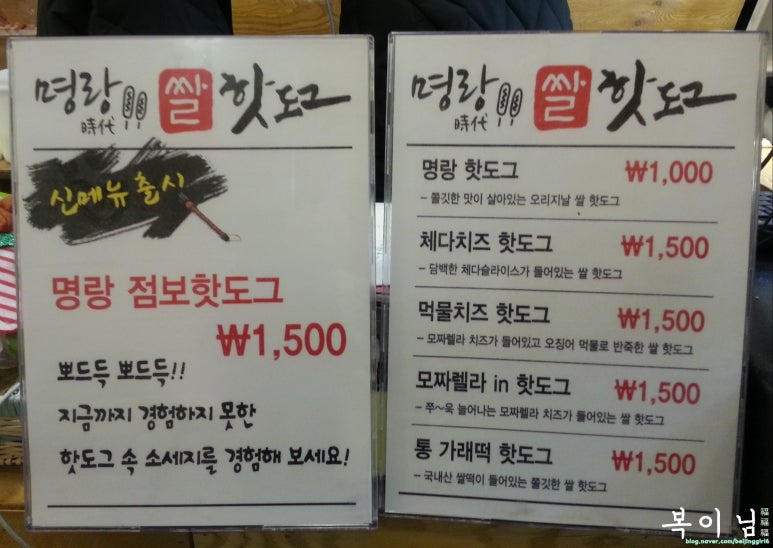 명랑 쌀 핫도그
時代
신메뉴출시
명랑 점보핫도그
₩1,500
뽀드득 뽀드득!!
지금까지 경험하지 못한
핫도그 속 소세지를 경험해 보세요!
명랑 쌀 핫도그
時代
명랑 핫도그 ₩1,000
- 쫄깃한 맛이 살아있는 오리지날 쌀 핫도그
체다치즈 핫도그 ₩1,500
- 담백한 체다슬라이스가 들어있는 쌀 핫도그
먹물치즈 핫도그 ₩1,500
- 모짜렐라 치즈가 들어있고 오징어 먹물로 반죽한 쌀 핫도그
모짜렐라 in 핫도그 ₩1,500
- 쭈~욱 늘어나는 모짜렐라 치즈가 들어있는 쌀 핫도그
통 가래떡 핫도그 ₩1,500
- 국내산 쌀떡이 들어있는 쫄깃한 쌀 핫도그
복이님 福福福
blog.naver.com/beijinggirl6